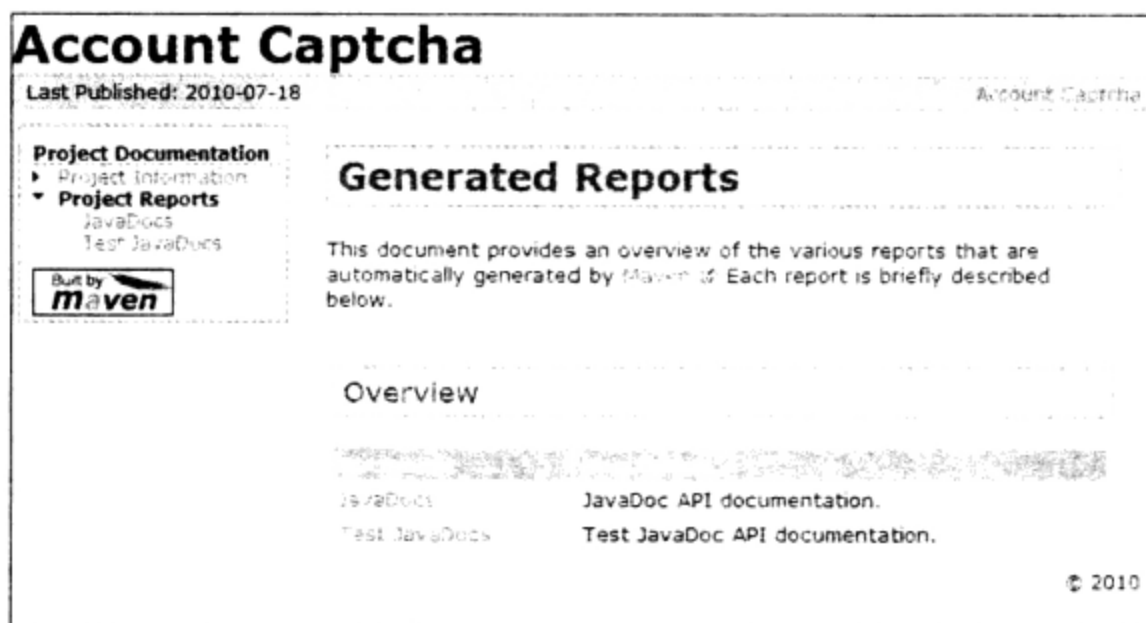 Account Captcha
Last Published: 2010-07-18
Account Captcha
Project Documentation
Project Information
Project Reports
JavaDocs
Test JavaDocs
Built by
maven
Generated Reports
This document provides an overview of the various reports that are
automatically generated by Maven Each report is briefly described
below.
Overview
JavaDocs JavaDoc API documentation.
Test JavaDocs Test JavaDoc API documentation.
© 2010